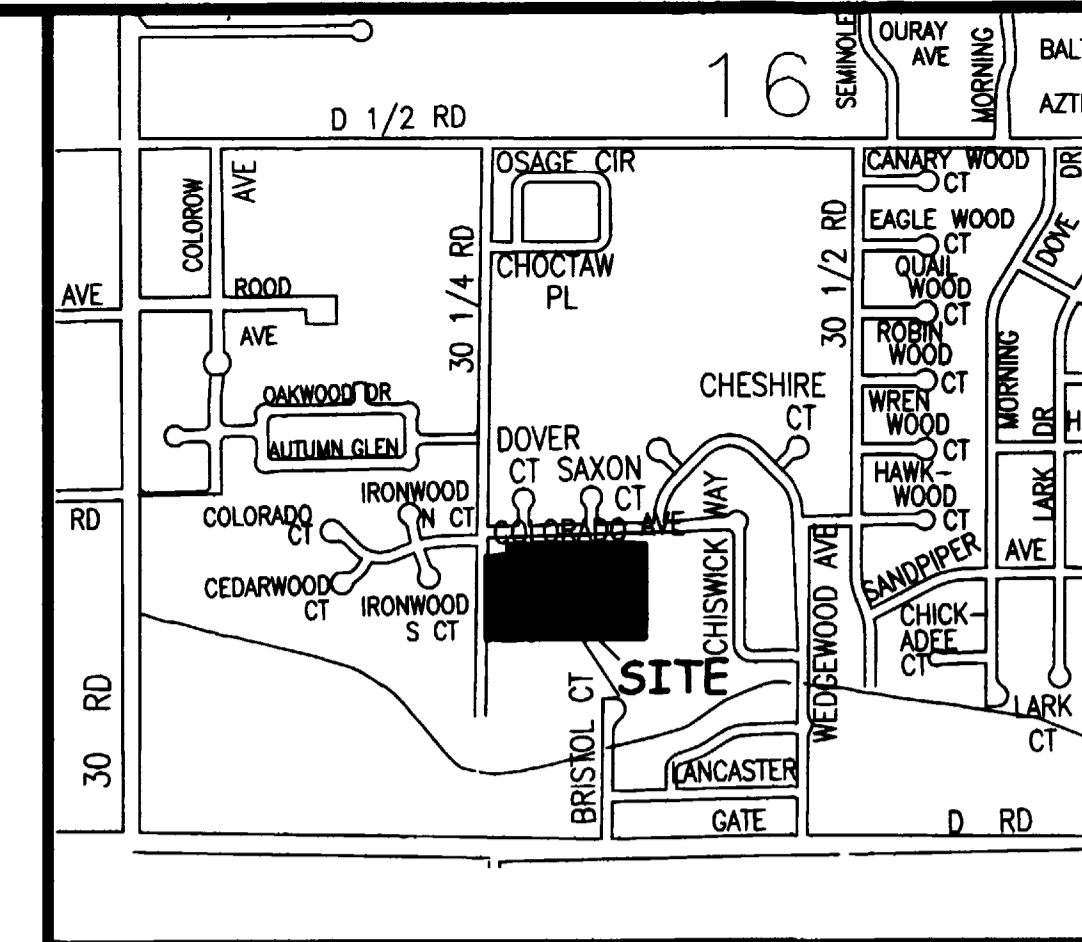 SEMINOLE
OURAY
AVE
MORNING
16
D 1/2 RD
COLOROW
AVE
OSAGE CIR
CHOCTAW
PL
30 1/4 RD
30 1/2 RD
CANARY WOOD
CT
EAGLE WOOD
CT
QUAIL
WOOD
CT
ROBIN
WOOD
CT
WREN
WOOD
CT
HAWK-
WOOD
CT
DR
DOVE
MORNING
DR
LARK
AVE
ROOD
AVE
OAKWOOD DR
AUTUMN GLEN
CHESHIRE
CT
DOVER
CT
SAXON
CT
COLORADO AVE
RD
COLORADO
CT
IRONWOOD
N CT
CEDARWOOD
CT
IRONWOOD
S CT
CHISWICK WAY
WEDGEWOOD AVE
SANDPIPER
AVE
CHICK-
ADEE
CT
LARK
CT
SITE
BRISTOL CT
LANCASTER
GATE
30 RD
D RD